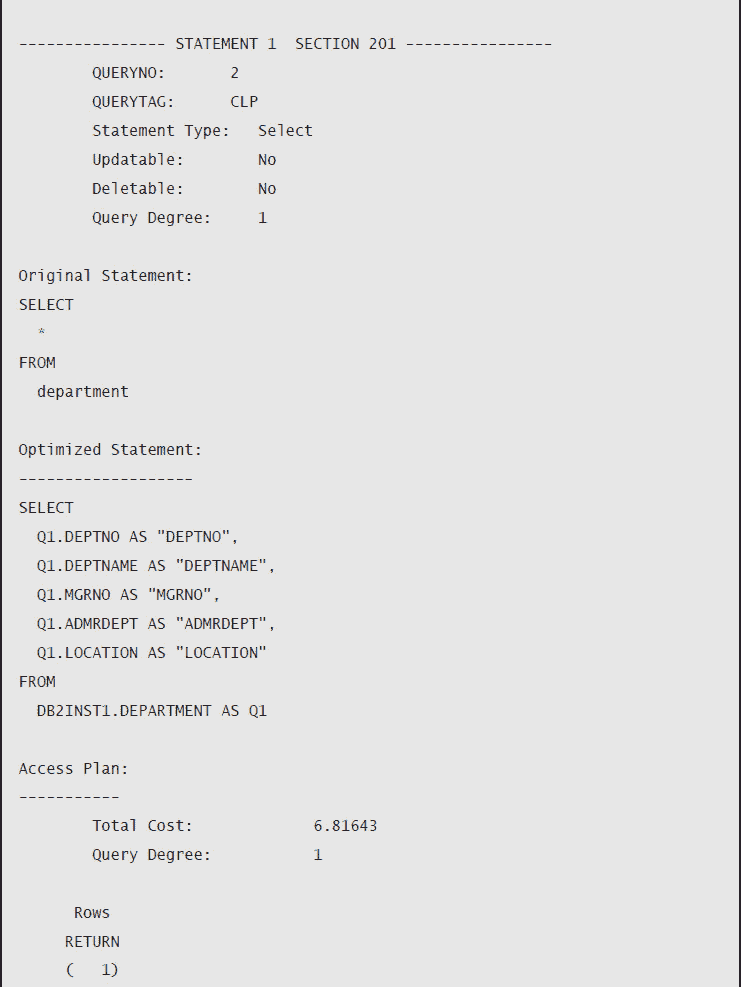 ---------------- STATEMENT 1  SECTION 201 ----------------
        QUERYNO:       2
        QUERYTAG:      CLP
        Statement Type:   Select
        Updatable:        No
        Deletable:        No
        Query Degree:     1

Original Statement:
SELECT
  *
FROM
  department

Optimized Statement:
-------------------
SELECT
  Q1.DEPTNO AS "DEPTNO",
  Q1.DEPTNAME AS "DEPTNAME",
  Q1.MGRNO AS "MGRNO",
  Q1.ADMRDEPT AS "ADMRDEPT",
  Q1.LOCATION AS "LOCATION"
FROM
  DB2INST1.DEPARTMENT AS Q1

Access Plan:
-----------
        Total Cost:             6.81643
        Query Degree:           1

      Rows
     RETURN
     (   1)